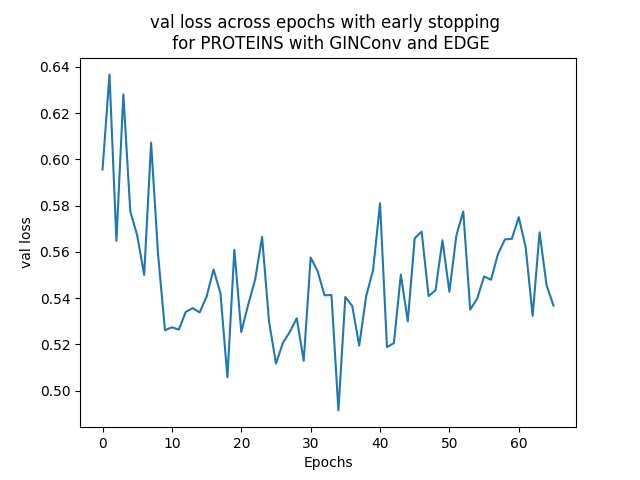 val loss across epochs with early stopping
for PROTEINS with GINConv and EDGE
0.64
0.62
0.60
0.58
0.56
0.54
0.52
0.50
val loss
0 10 20 30 40 50 60
Epochs